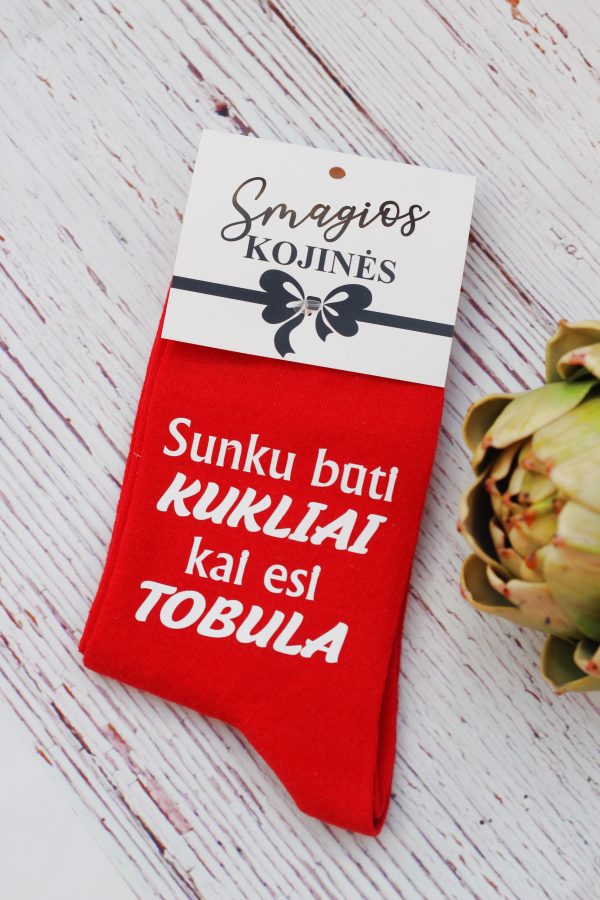 Smagios
KOJINĖS
Sunku būti
KUKLIAI
kai esi
TOBULA